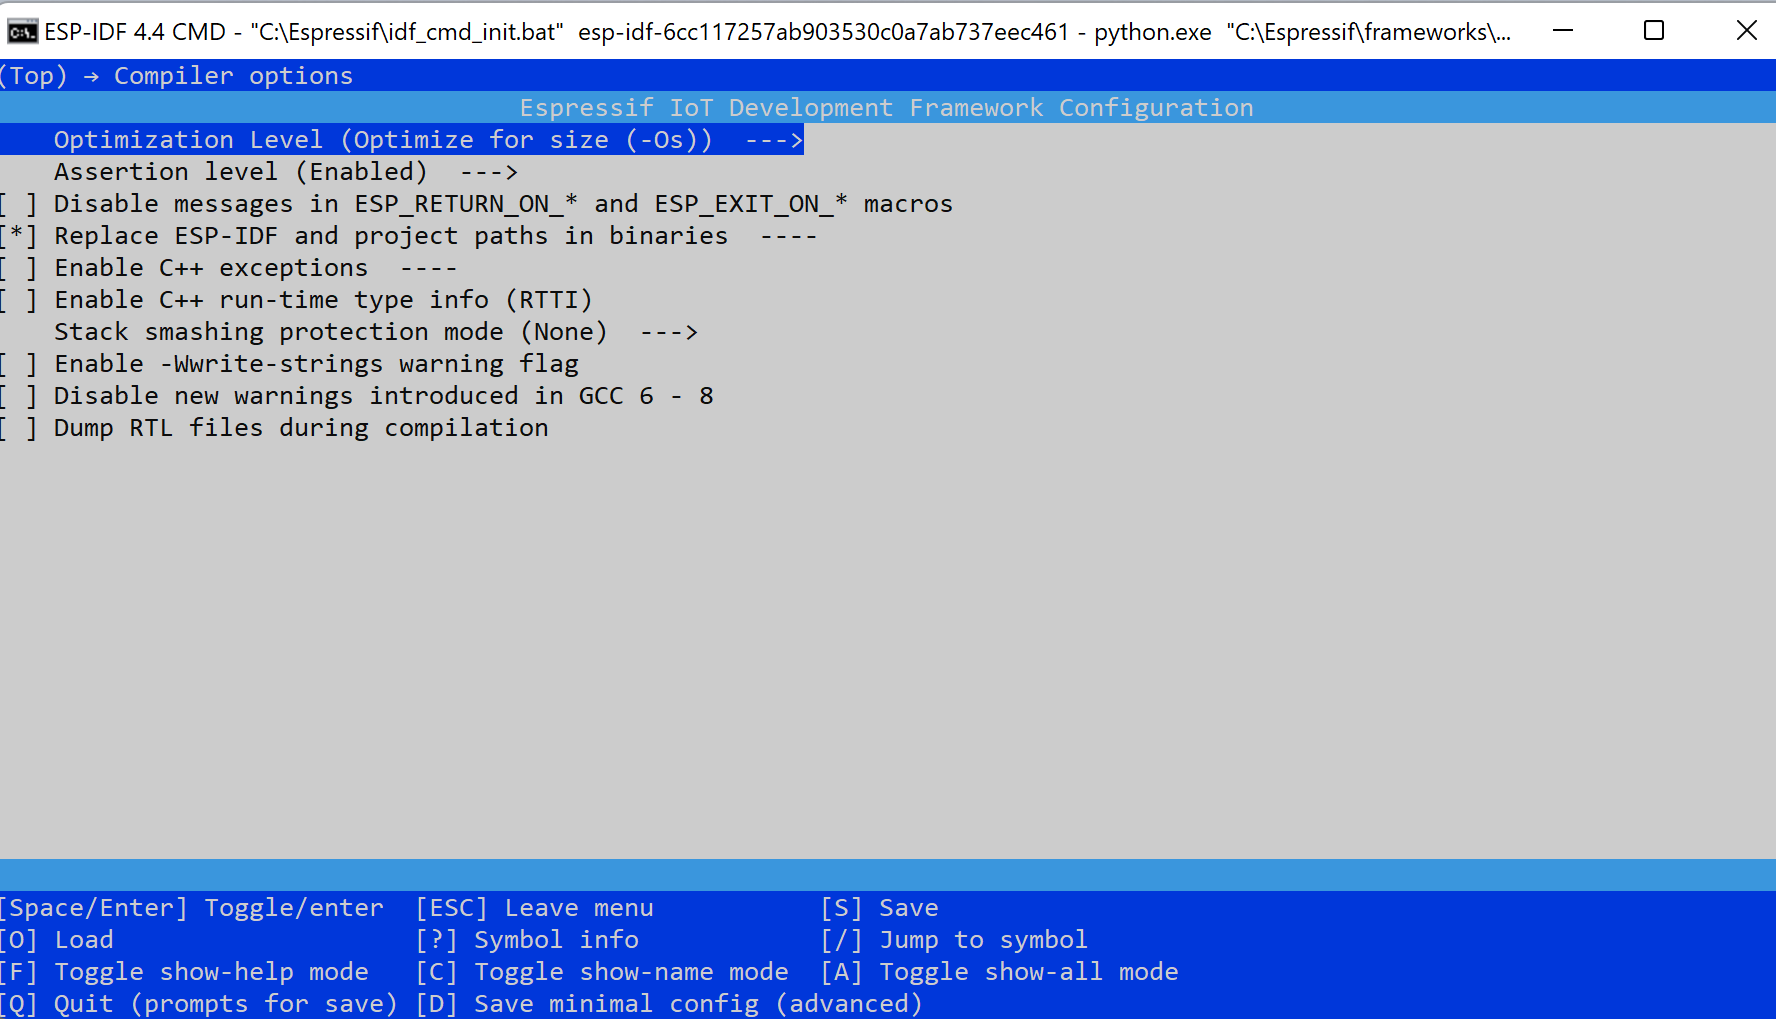 ESP-IDF 4.4 CMD - "C:\Espressif\idf_cmd_init.bat" esp-idf-6cc117257ab903530c0a7ab737eec461 - python.exe "C:\Espressif\frameworks\...
(Top) → Compiler options
Espressif IoT Development Framework Configuration
Optimization Level (Optimize for size (-Os)) --->
Assertion level (Enabled) --->
[ ] Disable messages in ESP_RETURN_ON_* and ESP_EXIT_ON_* macros
[*] Replace ESP-IDF and project paths in binaries ----
[ ] Enable C++ exceptions ----
[ ] Enable C++ run-time type info (RTTI)
Stack smashing protection mode (None) --->
[ ] Enable -Wwrite-strings warning flag
[ ] Disable new warnings introduced in GCC 6 - 8
[ ] Dump RTL files during compilation
[Space/Enter] Toggle/enter [ESC] Leave menu [S] Save
[O] Load [?] Symbol info [/] Jump to symbol
[F] Toggle show-help mode [C] Toggle show-name mode [A] Toggle show-all mode
[Q] Quit (prompts for save) [D] Save minimal config (advanced)